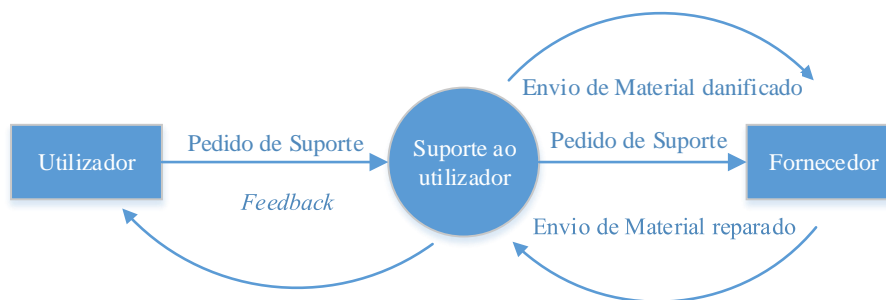 Envio de Material danificado
Utilizador
Pedido de Suporte
Suporte ao
utilizador
Pedido de Suporte
Fornecedor
Feedback
Envio de Material reparado